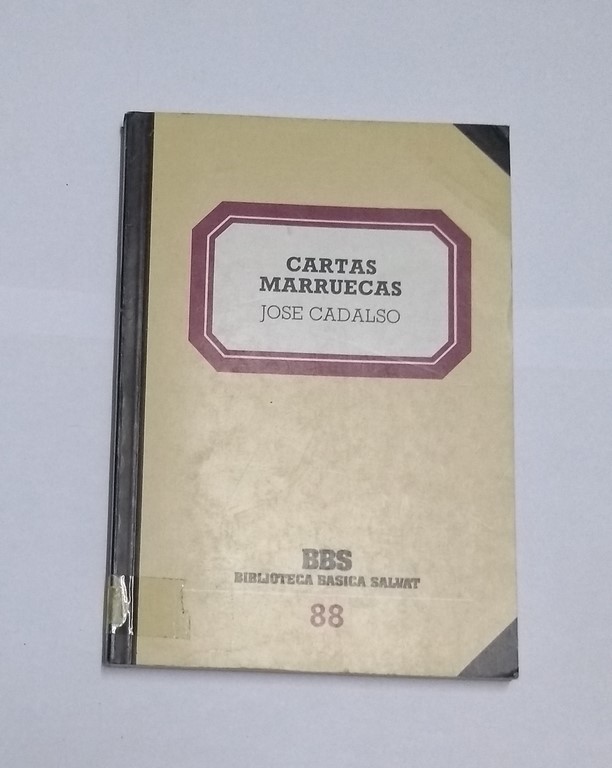 CARTAS
MARRUECAS
JOSE CADALSO
BBS
BIBLIOTECA BASICA SALVAT
88